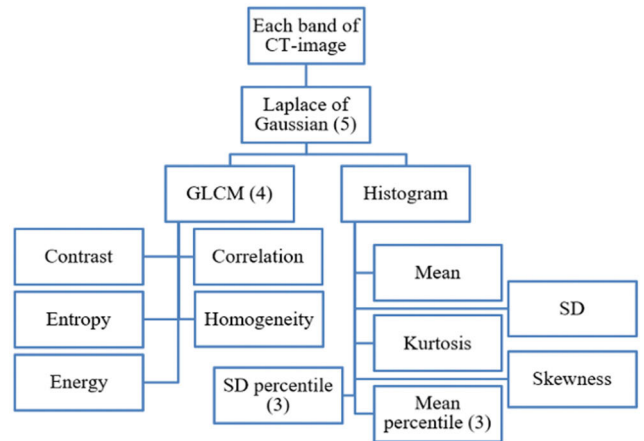 Each band of
CT-image
Laplace of
Gaussian (5)
GLCM (4)
Histogram
Contrast
Correlation
Mean
Entropy
Homogeneity
SD
Kurtosis
Energy
SD percentile
(3)
Skewness
Mean
percentile (3)